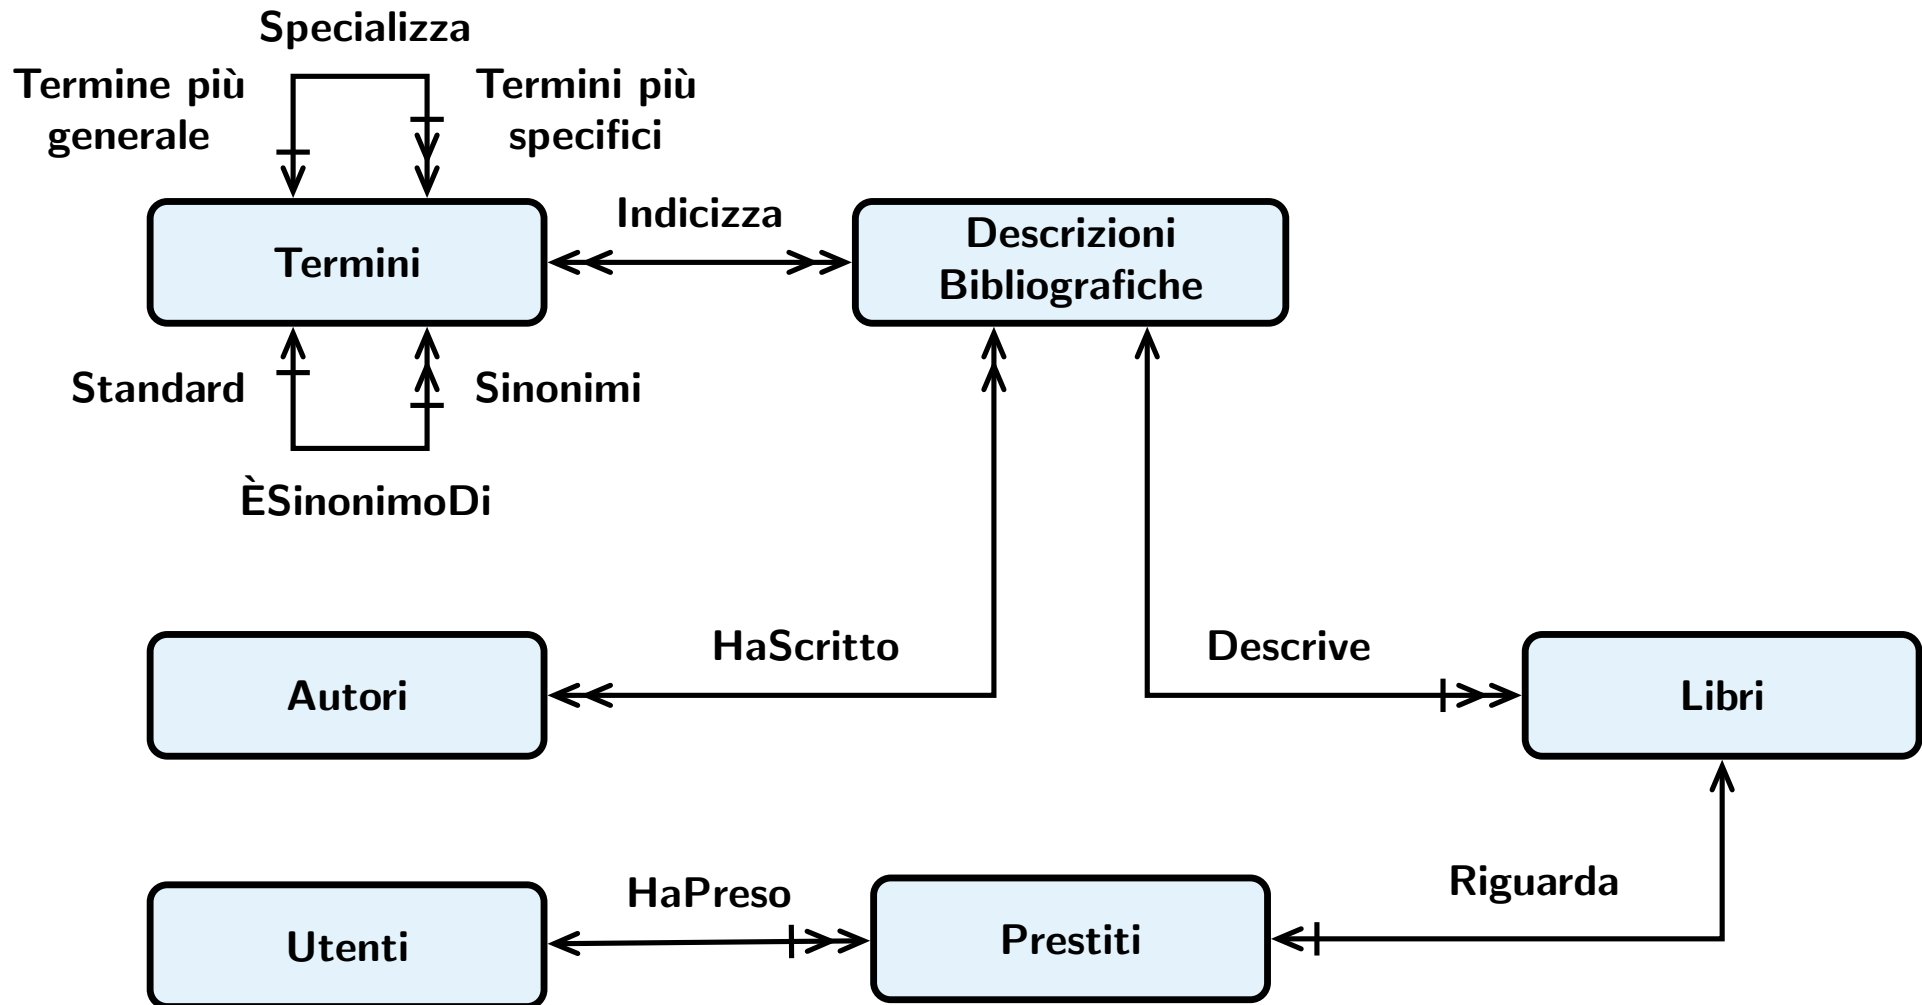 Specializza
Termine più
generale
Termini più
specifici
Termini
Indicizza
Descrizioni
Bibliografiche
Standard
Sinonimi
ÈSinonimoDi
Autori
HaScritto
Descrive
Libri
Utenti
HaPreso
Prestiti
Riguarda